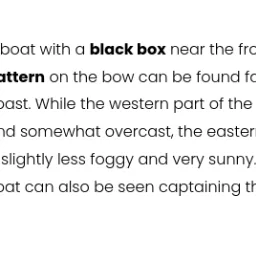 boat with a black box near the fro
attern on the bow can be found fa
oast. While the western part of the
nd somewhat overcast, the eastern
slightly less foggy and very sunny.
oat can also be seen captaining th